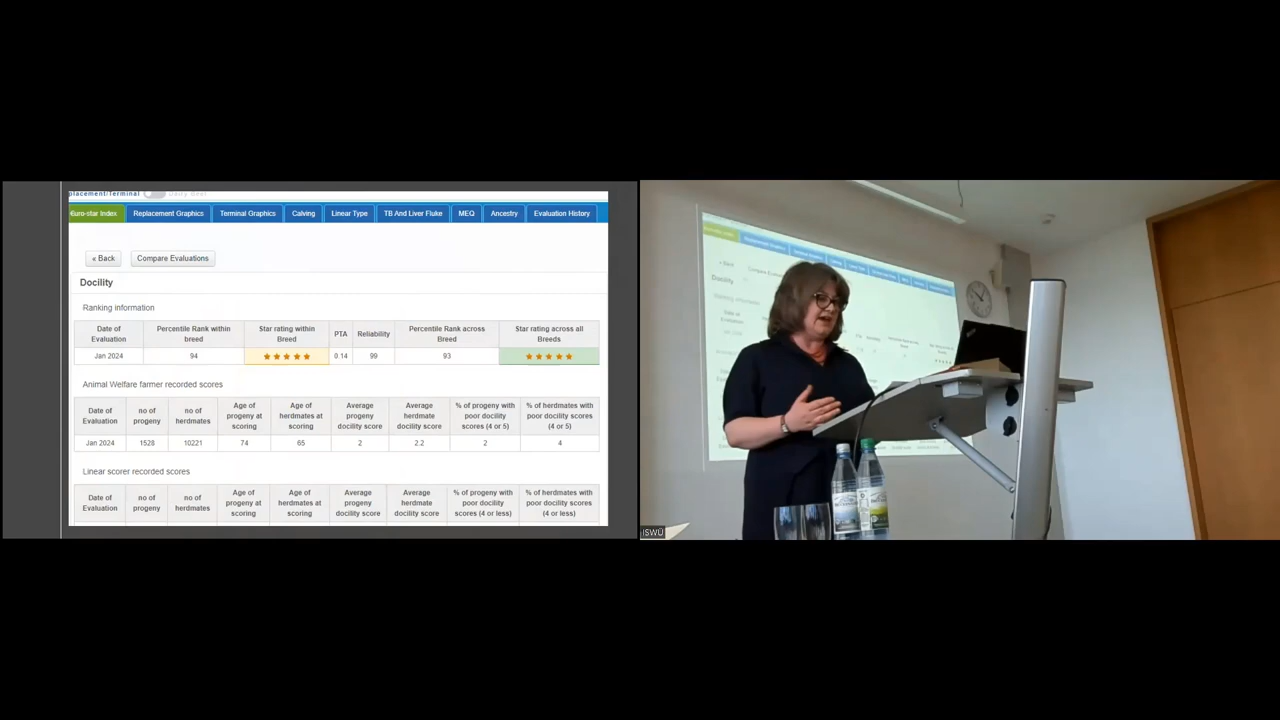 placement/Terminal Dairy Beef
Euro-star Index Replacement Graphics Terminal Graphics Calving Linear Type TB And Liver Fluke MEQ Ancestry Evaluation History
« Back Compare Evaluations
Docility
Ranking information
Date of Evaluation Percentile Rank within breed Star rating within Breed PTA Reliability Percentile Rank across Breed Star rating across all Breeds
Jan 2024 94 ★★★★★ 0.14 99 93 ★★★★★
Animal Welfare farmer recorded scores
Date of Evaluation no of progeny no of herdmates Age of progeny at scoring Age of herdmates at scoring Average progeny docility score Average herdmate docility score % of progeny with poor docility scores (4 or 5) % of herdmates with poor docility scores (4 or 5)
Jan 2024 1528 10221 74 65 2 2.2 2 4
Linear scorer recorded scores
Date of Evaluation no of progeny no of herdmates Age of progeny at scoring Age of herdmates at scoring Average progeny docility score Average herdmate docility score % of progeny with poor docility scores (4 or less) % of herdmates with poor docility scores (4 or less)
Docility
ISWÜ